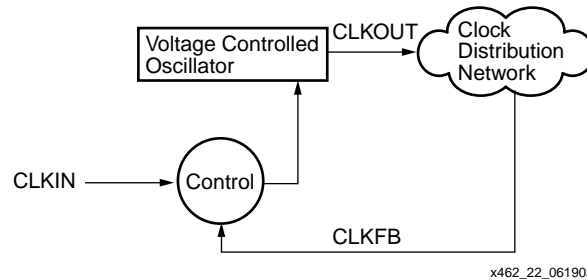 Voltage Controlled
Oscillator
CLKOUT
Clock
Distribution
Network
CLKIN
Control
CLKFB
x462_22_06190